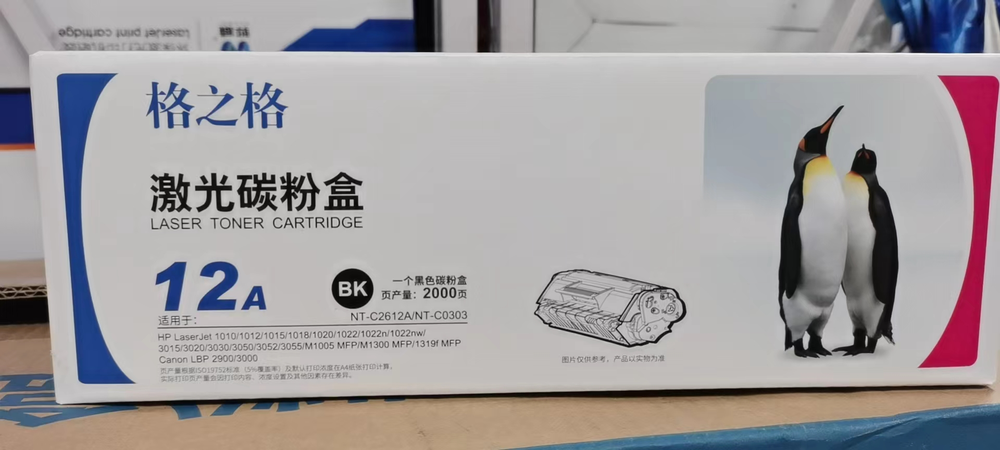 Laserjet print cartridge
格之格
激光碳粉盒
LASER TONER CARTRIDGE
12A
BK
一个黑色碳粉盒
页产量：2000页
NT-C2612A/NT-C0303
适用于：
HP LaserJet 1010/1012/1015/1018/1020/1022/1022n/1022nw/
3015/3020/3030/3050/3052/3055/M1005 MFP/M1300 MFP/1319f MFP
Canon LBP 2900/3000
页产量根据ISO19752标准（5%覆盖率）及默认打印浓度在A4纸张打印计算，
实际打印页产量会因打印内容、浓度设置及其他因素存在差异。
图片仅供参考，产品以实物为准